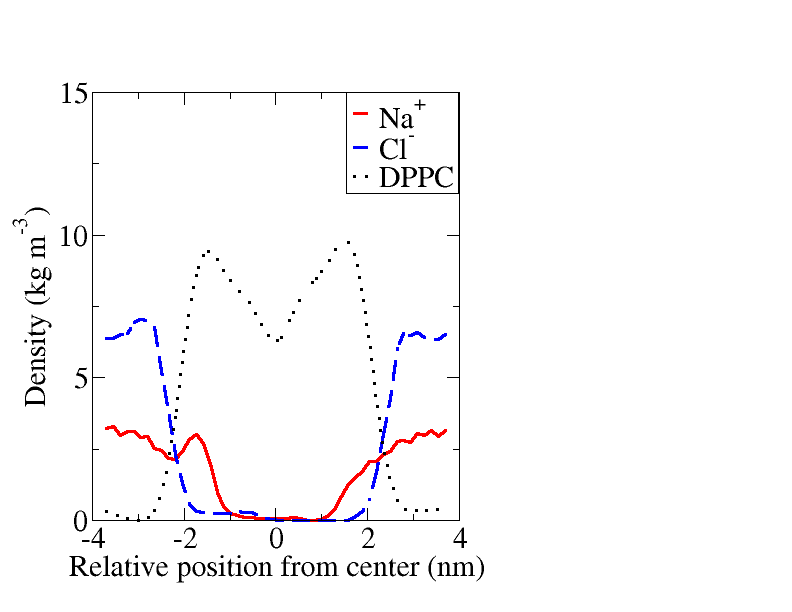 15
10
5
0
Density (kg m⁻³)
Na⁺
Cl⁻
DPPC
-4 -2 0 2 4
Relative position from center (nm)